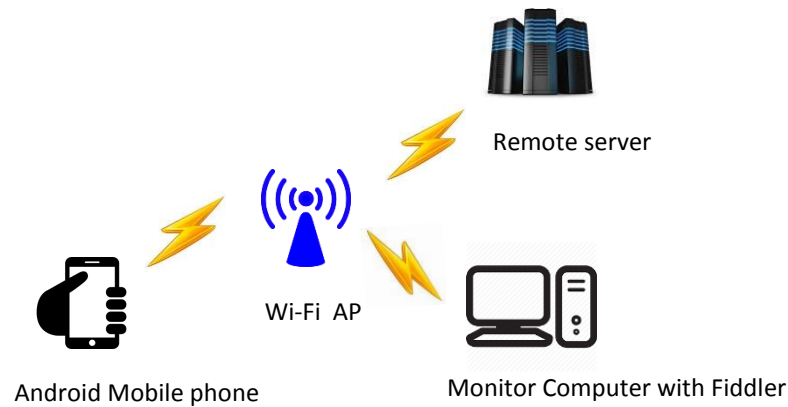 Remote server
Wi-Fi AP
Android Mobile phone
Monitor Computer with Fiddler